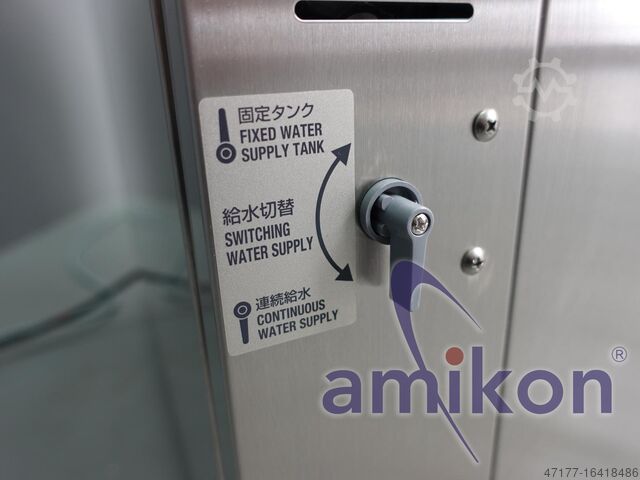 固定タンク
FIXED WATER
SUPPLY TANK
給水切替
SWITCHING
WATER SUPPLY
連続給水
CONTINUOUS
WATER SUPPLY
amikon®
47177-16418486